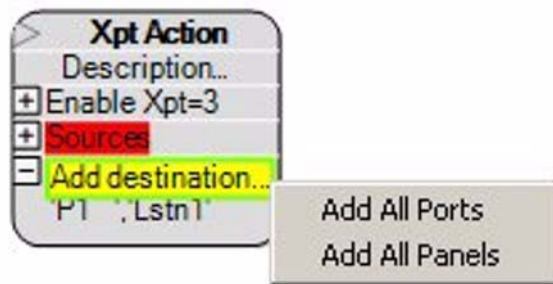 Xpt Action
Description...
Enable Xpt=3
Sources
Add destination...
'P1 ','Lstn1'
Add All Ports
Add All Panels